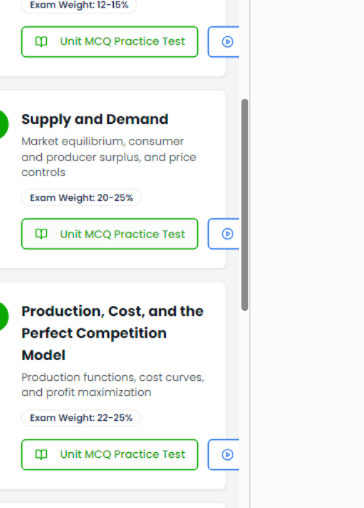 Exam Weight: 12-15%
Unit MCQ Practice Test
Supply and Demand
Market equilibrium, consumer
and producer surplus, and price
controls
Exam Weight: 20-25%
Unit MCQ Practice Test
Production, Cost, and the
Perfect Competition
Model
Production functions, cost curves,
and profit maximization
Exam Weight: 22-25%
Unit MCQ Practice Test